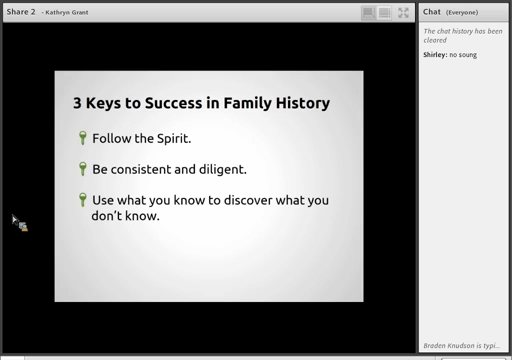 Share 2 - Kathryn Grant
3 Keys to Success in Family History
Follow the Spirit.
Be consistent and diligent.
Use what you know to discover what you
don't know.
Chat (Everyone)
The chat history has been
cleared
Shirley: no soung
Braden Knudson is typi...